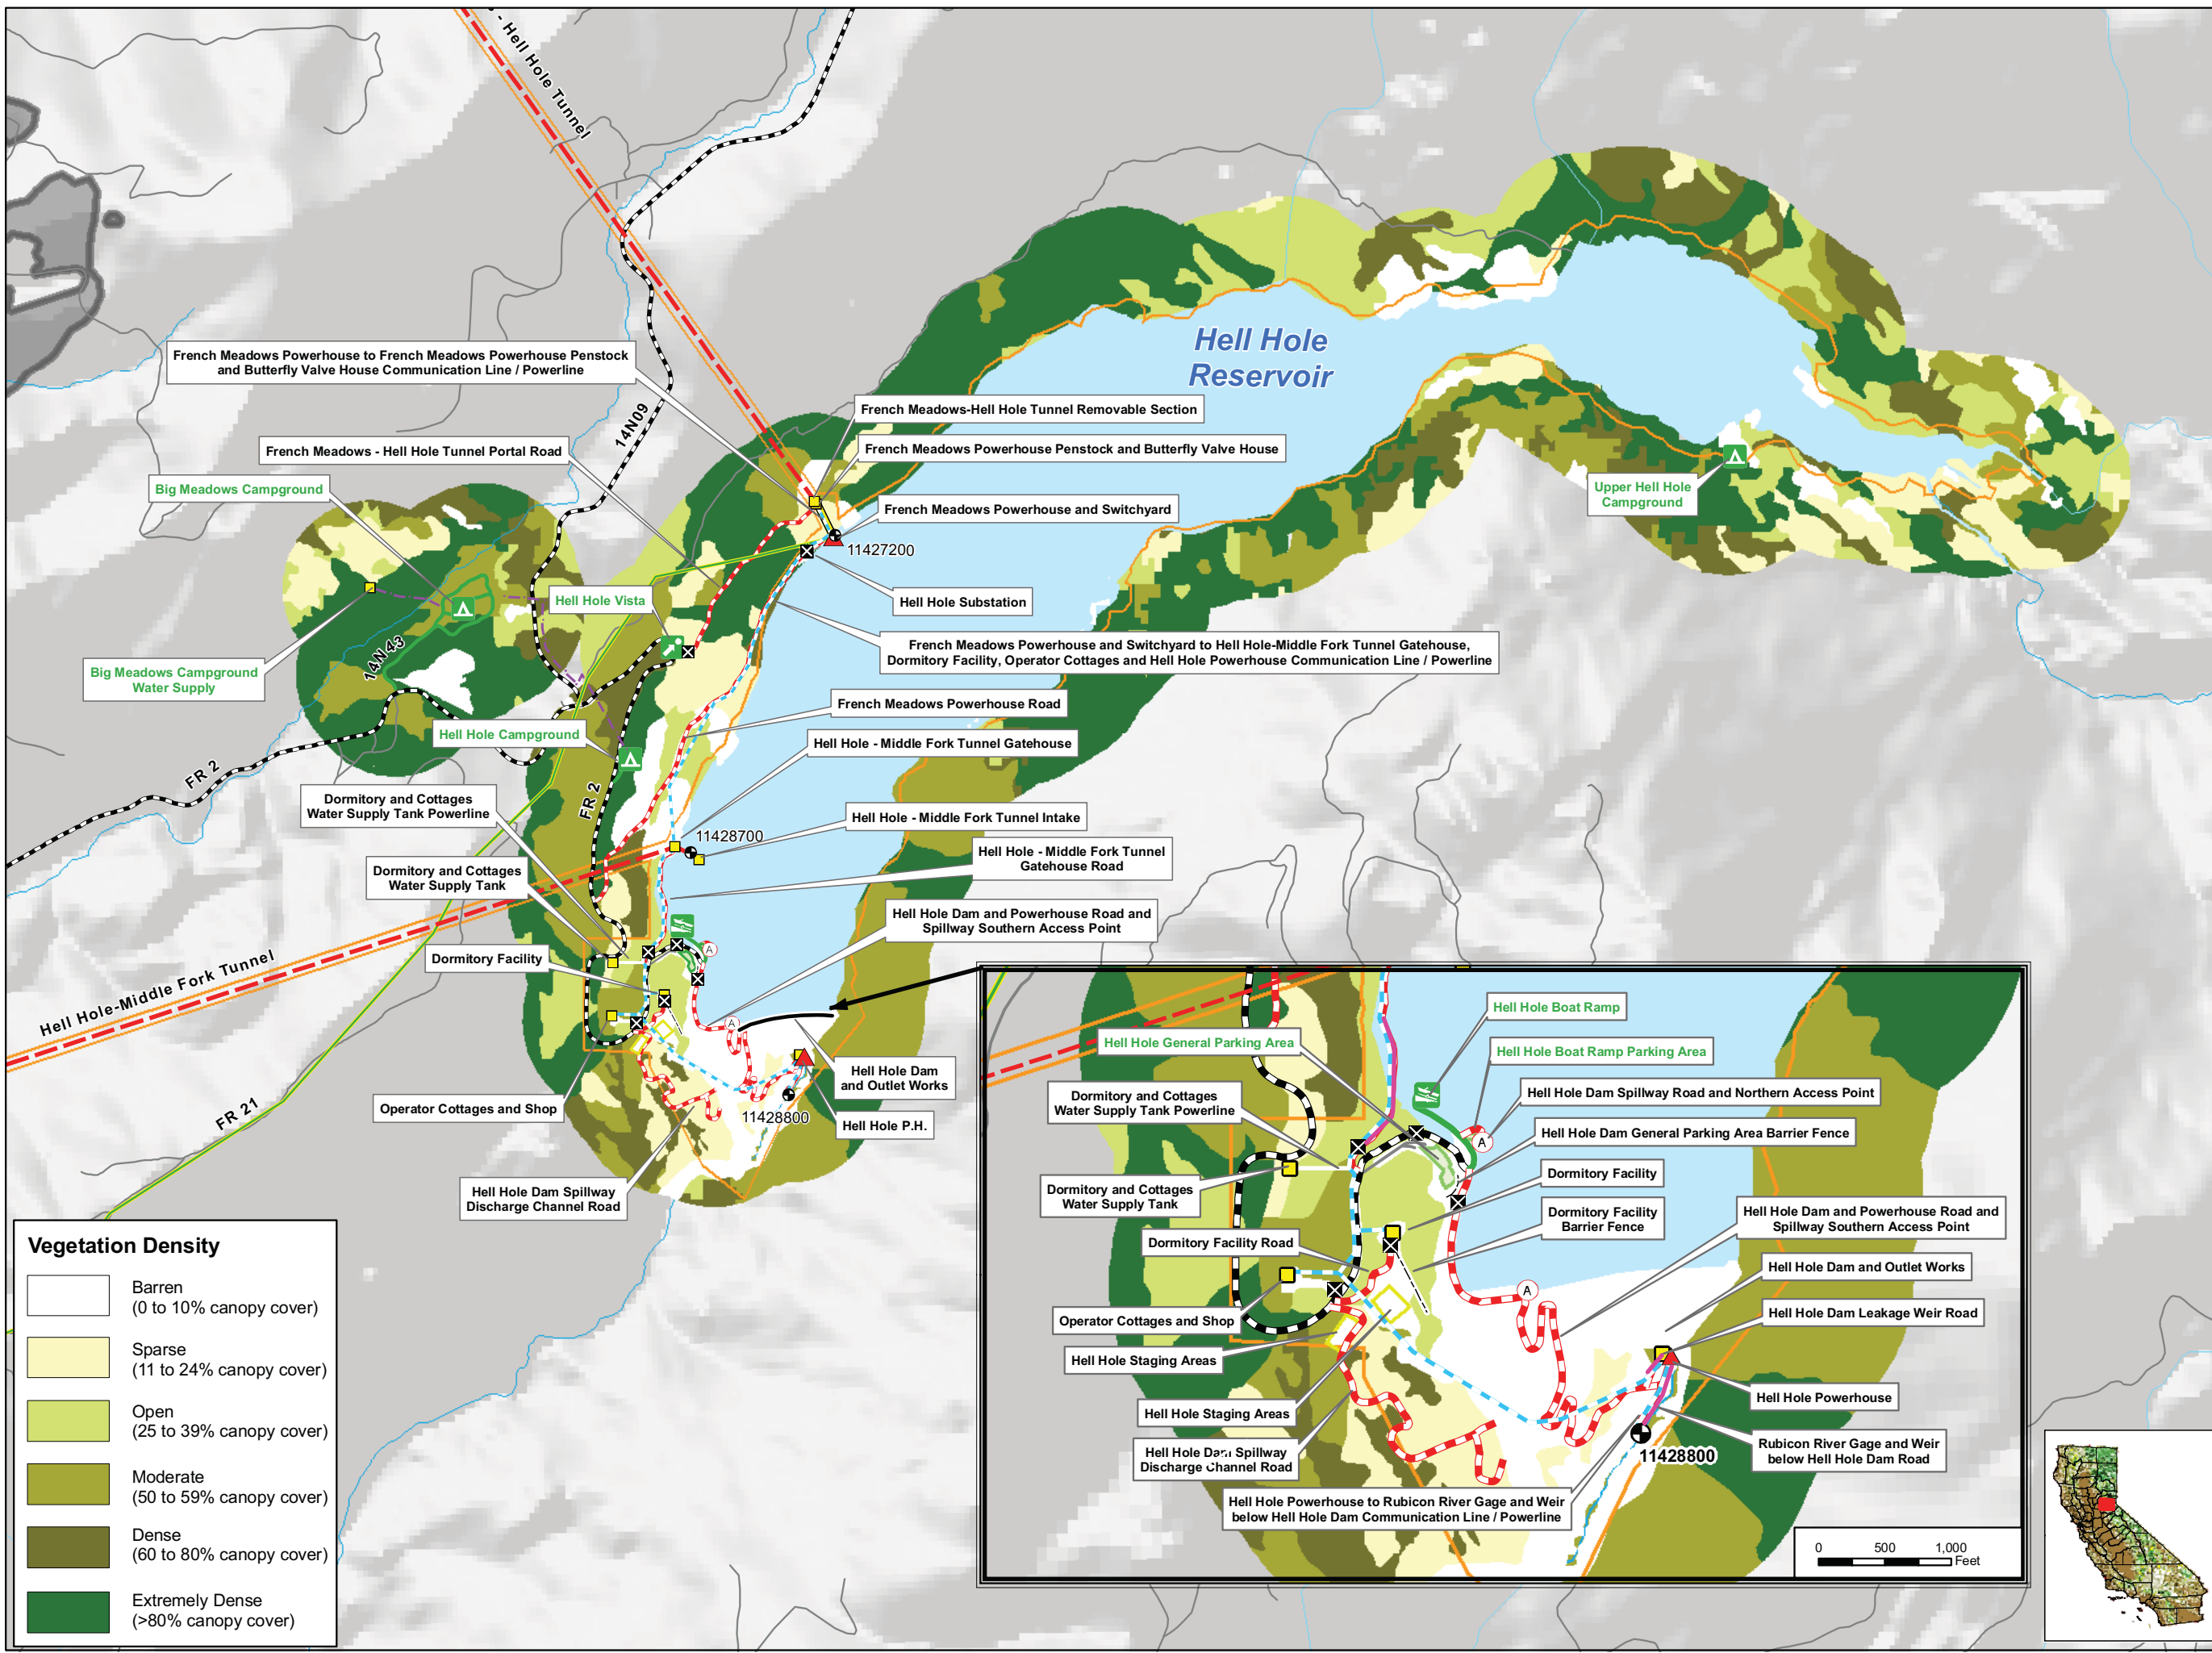 - Hell Hole Tunnel
14N09
French Meadows Powerhouse to French Meadows Powerhouse Penstock
and Butterfly Valve House Communication Line / Powerline
French Meadows-Hell Hole Tunnel Removable Section
French Meadows - Hell Hole Tunnel Portal Road
French Meadows Powerhouse Penstock and Butterfly Valve House
Big Meadows Campground
French Meadows Powerhouse and Switchyard
11427200
Hell Hole
Reservoir
Upper Hell Hole
Campground
Hell Hole Vista
Hell Hole Substation
14N43
Big Meadows Campground
Water Supply
French Meadows Powerhouse and Switchyard to Hell Hole-Middle Fork Tunnel Gatehouse,
Dormitory Facility, Operator Cottages and Hell Hole Powerhouse Communication Line / Powerline
French Meadows Powerhouse Road
Hell Hole Campground
Hell Hole - Middle Fork Tunnel Gatehouse
FR 2
FR 2
Dormitory and Cottages
Water Supply Tank Powerline
Hell Hole - Middle Fork Tunnel Intake
11428700
Hell Hole - Middle Fork Tunnel
Gatehouse Road
Dormitory and Cottages
Water Supply Tank
Hell Hole Dam and Powerhouse Road and
Spillway Southern Access Point
Dormitory Facility
A
A
Hell Hole-Middle Fork Tunnel
FR 21
Hell Hole Dam
and Outlet Works
Operator Cottages and Shop
11428800
Hell Hole P.H.
Hell Hole Dam Spillway
Discharge Channel Road
Hell Hole Boat Ramp
Hell Hole General Parking Area
Hell Hole Boat Ramp Parking Area
Dormitory and Cottages
Water Supply Tank Powerline
Hell Hole Dam Spillway Road and Northern Access Point
A
Hell Hole Dam General Parking Area Barrier Fence
Dormitory Facility
Dormitory and Cottages
Water Supply Tank
Dormitory Facility
Barrier Fence
Hell Hole Dam and Powerhouse Road and
Spillway Southern Access Point
Dormitory Facility Road
Hell Hole Dam and Outlet Works
A
Operator Cottages and Shop
Hell Hole Dam Leakage Weir Road
Hell Hole Staging Areas
Hell Hole Powerhouse
Hell Hole Staging Areas
Hell Hole Dam Spillway
Discharge Channel Road
11428800
Rubicon River Gage and Weir
below Hell Hole Dam Road
Hell Hole Powerhouse to Rubicon River Gage and Weir
below Hell Hole Dam Communication Line / Powerline
0 500 1,000
Feet
Vegetation Density
Barren
(0 to 10% canopy cover)
Sparse
(11 to 24% canopy cover)
Open
(25 to 39% canopy cover)
Moderate
(50 to 59% canopy cover)
Dense
(60 to 80% canopy cover)
Extremely Dense
(>80% canopy cover)